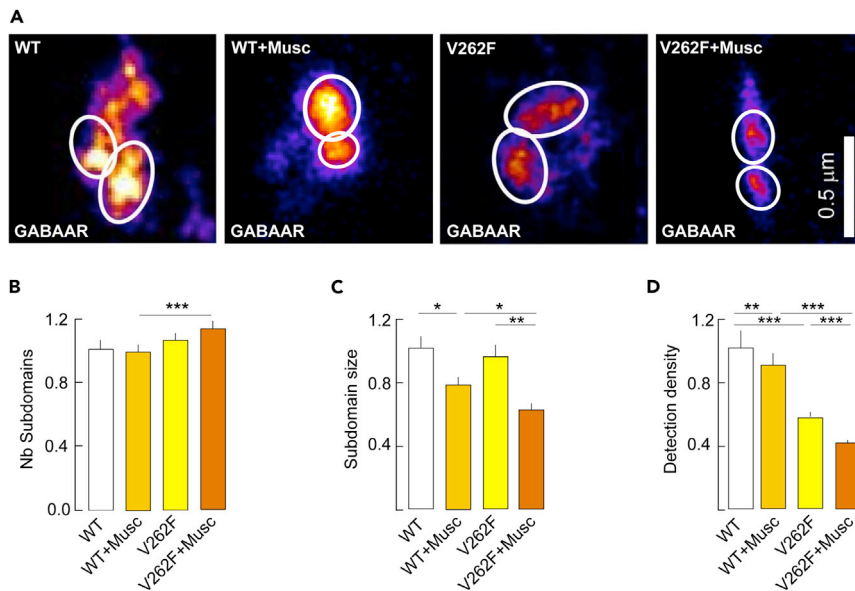 A
WT
GABAAR
WT+Musc
GABAAR
V262F
GABAAR
V262F+Musc
GABAAR
0.5 μm
B
Nb Subdomains
1.2
0.8
0.4
0.0
***
WT
WT+Musc
V262F
V262F+Musc
C
Subdomain size
1.2
0.8
0.4
* *
**
WT
WT+Musc
V262F
V262F+Musc
D
Detection density
1.2
0.8
0.4
** ***
*** ***
WT
WT+Musc
V262F
V262F+Musc